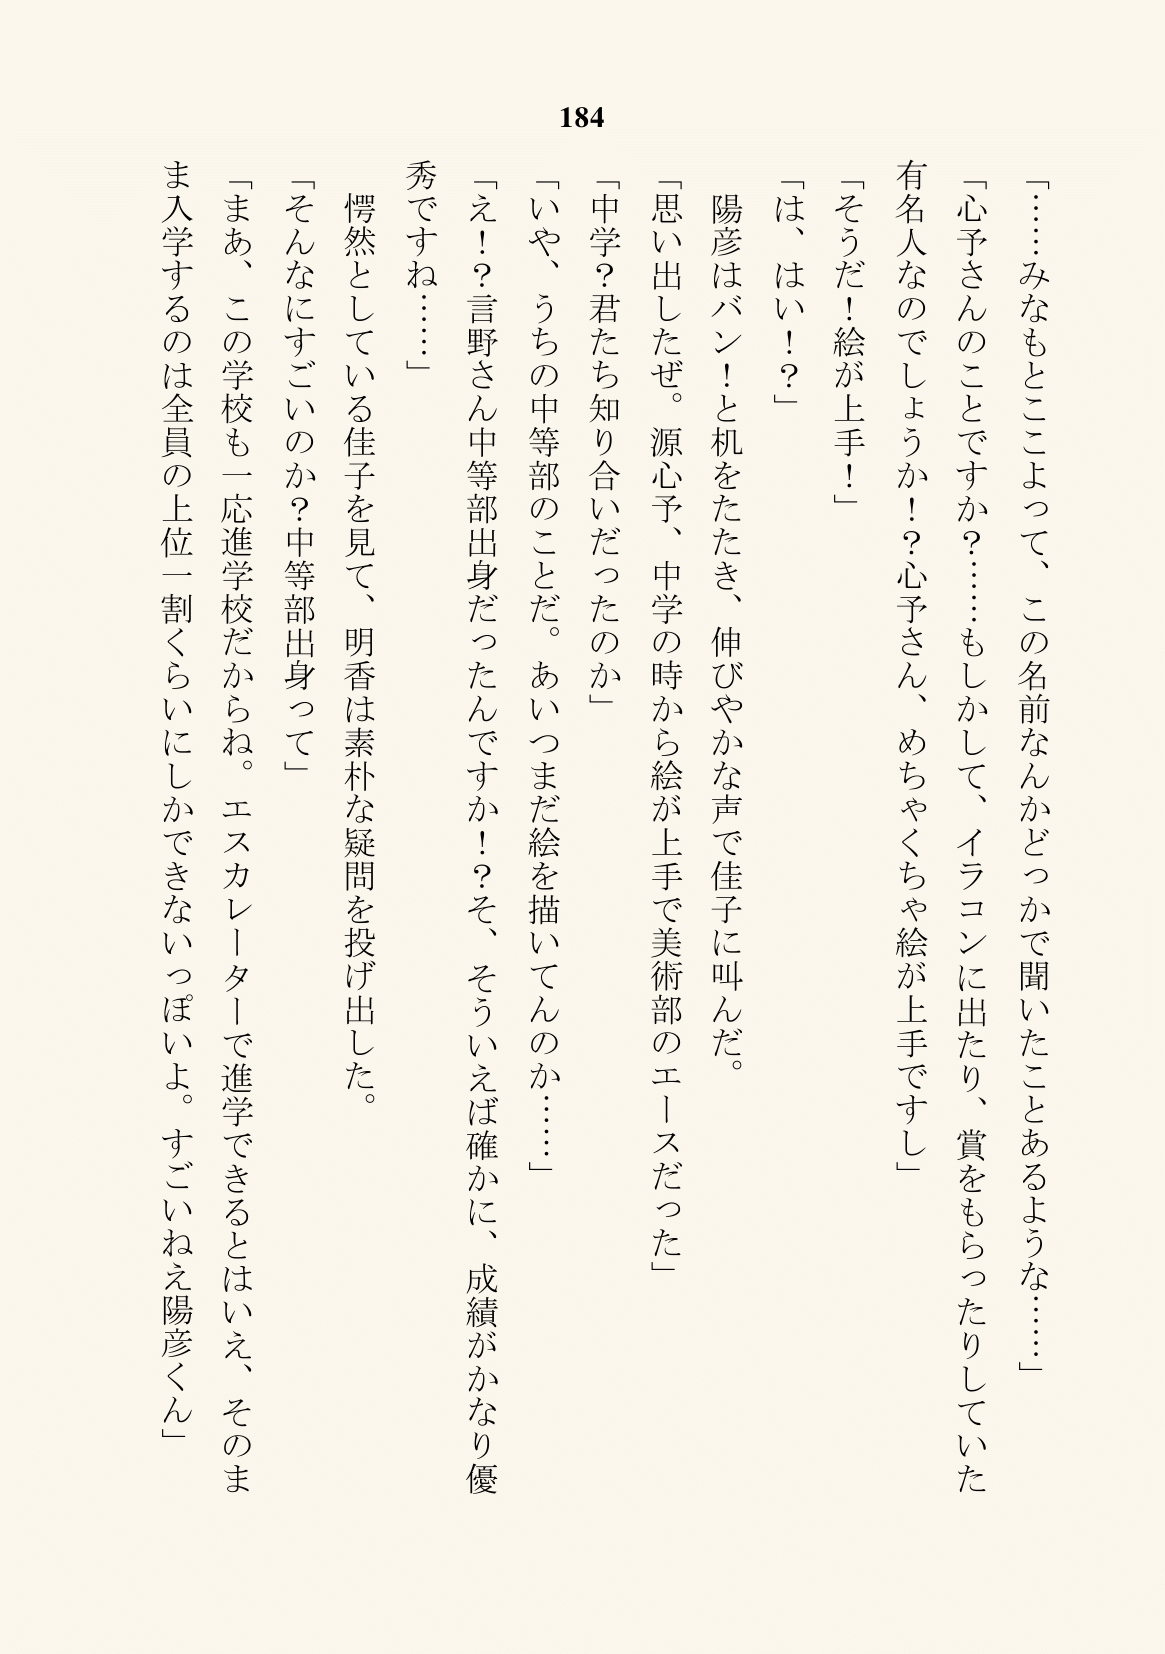 184
「……みなもとここよって、この名前なんかどっかで聞いたことあるような……」
「心予さんのことですか？……もしかして、イラコンに出たり、賞をもらったりしていた
有名人なのでしょうか！？心予さん、めちゃくちゃ絵が上手ですし」
「そうだ！絵が上手！」
「は、はい！？」
　陽彦はバン！と机をたたき、伸びやかな声で佳子に叫んだ。
「思い出したぜ。源心予、中学の時から絵が上手で美術部のエースだった」
「中学？君たち知り合いだったのか」
「いや、うちの中等部のことだ。あいつまだ絵を描いてんのか……」
「え！？言野さん中等部出身だったんですか！？そ、そういえば確かに、成績がかなり優
秀ですね……」
　愕然としている佳子を見て、明香は素朴な疑問を投げ出した。
「そんなにすごいのか？中等部出身って」
「まあ、この学校も一応進学校だからね。エスカレーターで進学できるとはいえ、そのま
ま入学するのは全員の上位一割くらいにしかできないっぽいよ。すごいねえ陽彦くん」